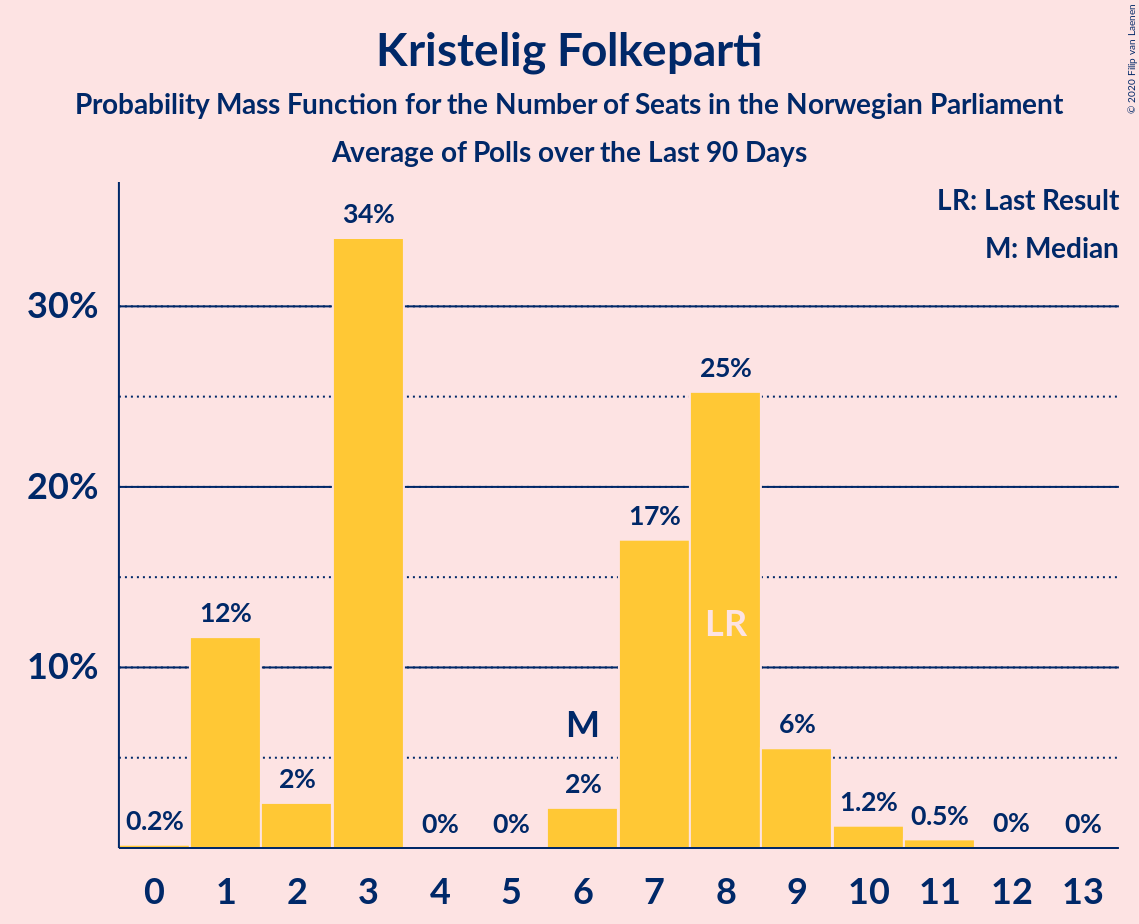 Kristelig Folkeparti
Probability Mass Function for the Number of Seats in the Norwegian Parliament
Average of Polls over the Last 90 Days
© 2020 Filip van Laenen
LR: Last Result
M: Median
30%
20%
10%
0.2%
12%
2%
34%
0%
0%
2%
17%
25%
6%
1.2%
0.5%
0%
0%
M
LR
0 1 2 3 4 5 6 7 8 9 10 11 12 13